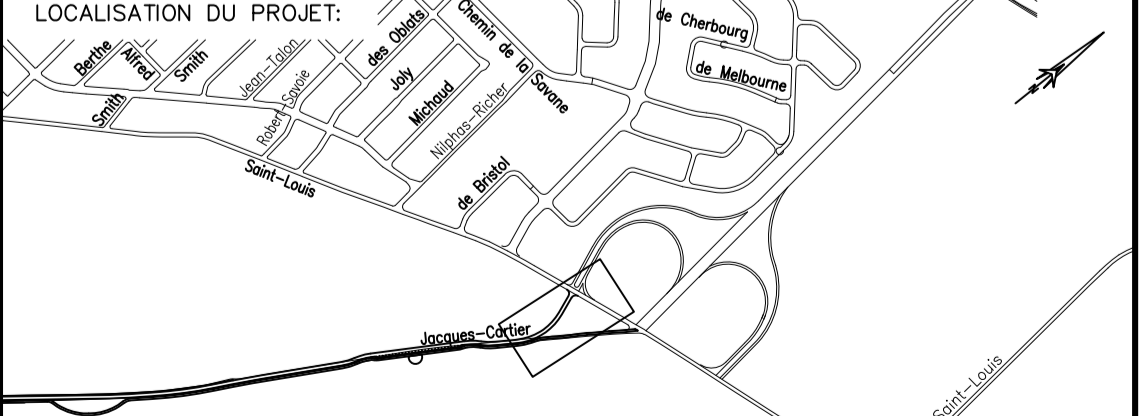 LOCALISATION DU PROJET:
Berthe
Alfred
Smith
Jean-Talon
des Oblats
Chemin de la Savane
de Cherbourg
de Melbourne
Smith
Robert-Savoie
Joly
Michaud
Nilphas-Richer
Saint-Louis
de Bristol
N
Jacques-Cartier
Saint-Louis